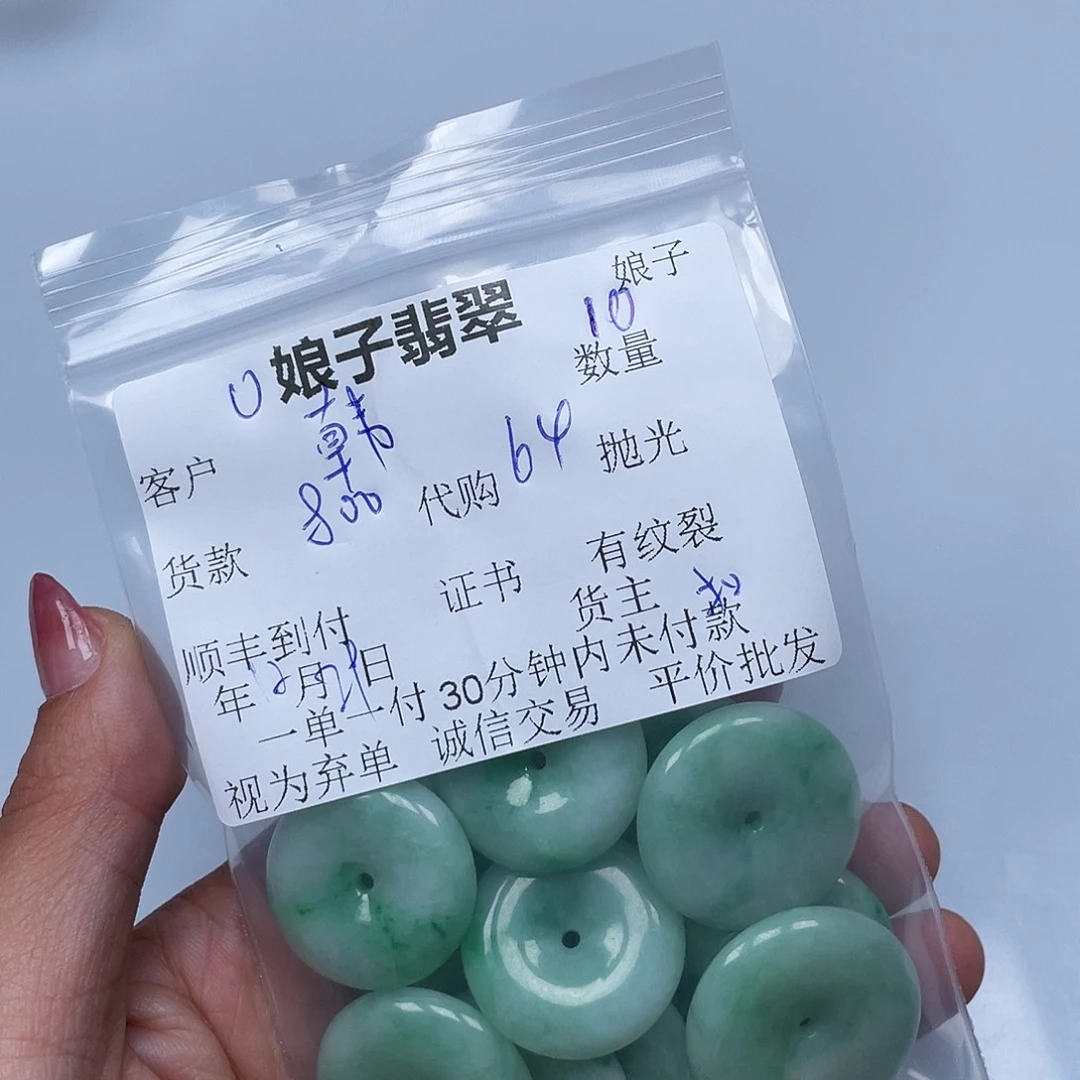 娘子
娘子翡翠 10
数量
客户 韩
货款 800 代购 64 抛光
证书 有纹裂
顺丰到付 货主
年 12 月 21 日 30分钟内未付款
一单一付 诚信交易 平价批发
视为弃单